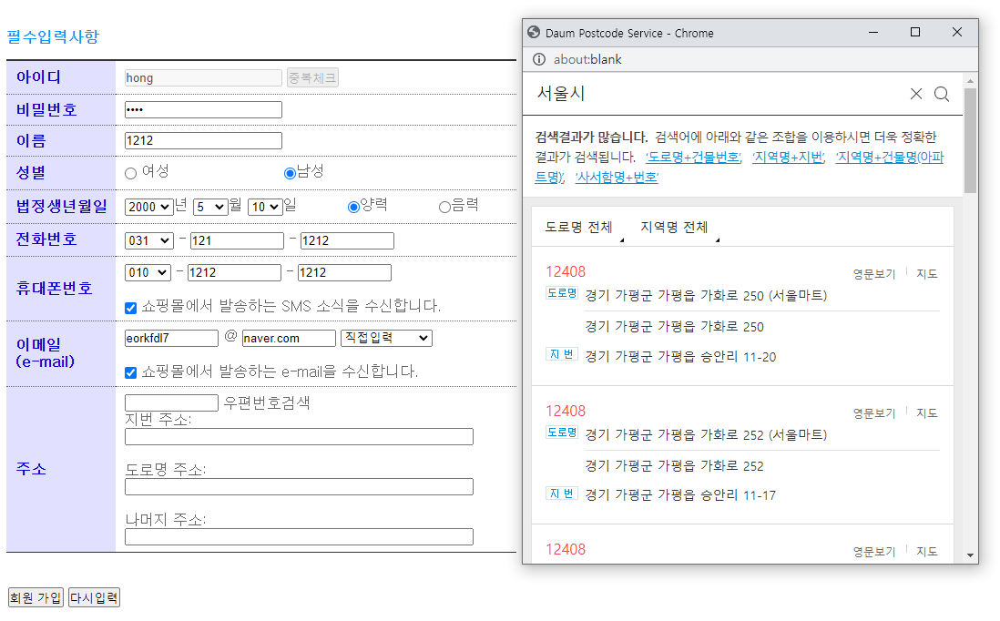 필수입력사항
아이디 hong 중복체크
비밀번호 ••••
이름 1212
성별 여성 남성
법정생년월일 2000 년 5 월 10 일 양력 음력
전화번호 031 - 121 - 1212
휴대폰번호 010 - 1212 - 1212
쇼핑몰에서 발송하는 SMS 소식을 수신합니다.
이메일
(e-mail)
eorkfdl7 @ naver.com 직접입력
쇼핑몰에서 발송하는 e-mail을 수신합니다.
주소
우편번호검색
지번 주소:
도로명 주소:
나머지 주소:
회원 가입 다시입력
Daum Postcode Service - Chrome
about:blank
서울시
검색결과가 많습니다. 검색어에 아래와 같은 조합을 이용하시면 더욱 정확한
결과가 검색됩니다. '도로명+건물번호', '지역명+지번', '지역명+건물명(아파
트명)', '사서함명+번호'
도로명 전체 지역명 전체
12408 영문보기 지도
도로명 경기 가평군 가평읍 가화로 250 (서울마트)
경기 가평군 가평읍 가화로 250
지 번 경기 가평군 가평읍 승안리 11-20
12408 영문보기 지도
도로명 경기 가평군 가평읍 가화로 252 (서울마트)
경기 가평군 가평읍 가화로 252
지 번 경기 가평군 가평읍 승안리 11-17
12408 영문보기 지도